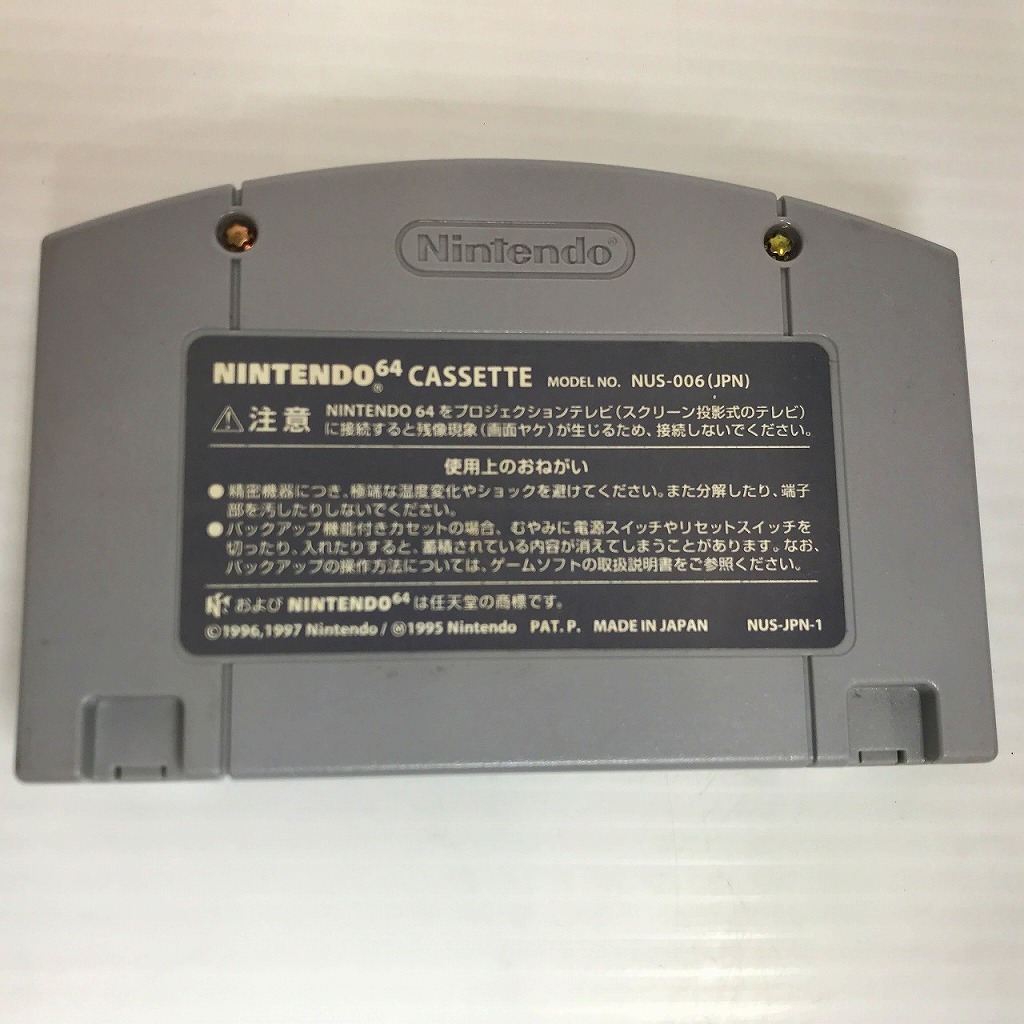 Nintendo®
NINTENDO64® CASSETTE MODEL NO. NUS-006(JPN)
⚠注意 NINTENDO 64をプロジェクションテレビ(スクリーン投影式のテレビ)
に接続すると残像現象(画面ヤケ)が生じるため、接続しないでください。
使用上のおねがい
●精密機器につき、極端な温度変化やショックを避けてください。また分解したり、端子
部を汚したりしないでください。
●バックアップ機能付きカセットの場合、むやみに電源スイッチやリセットスイッチを
切ったり、入れたりすると、蓄積されている内容が消えてしまうことがあります。なお、
バックアップの操作方法については、ゲームソフトの取扱説明書をご参照ください。
および NINTENDO64 は任天堂の商標です。
©1996,1997 Nintendo/Ⓜ1995 Nintendo PAT. P. MADE IN JAPAN NUS-JPN-1